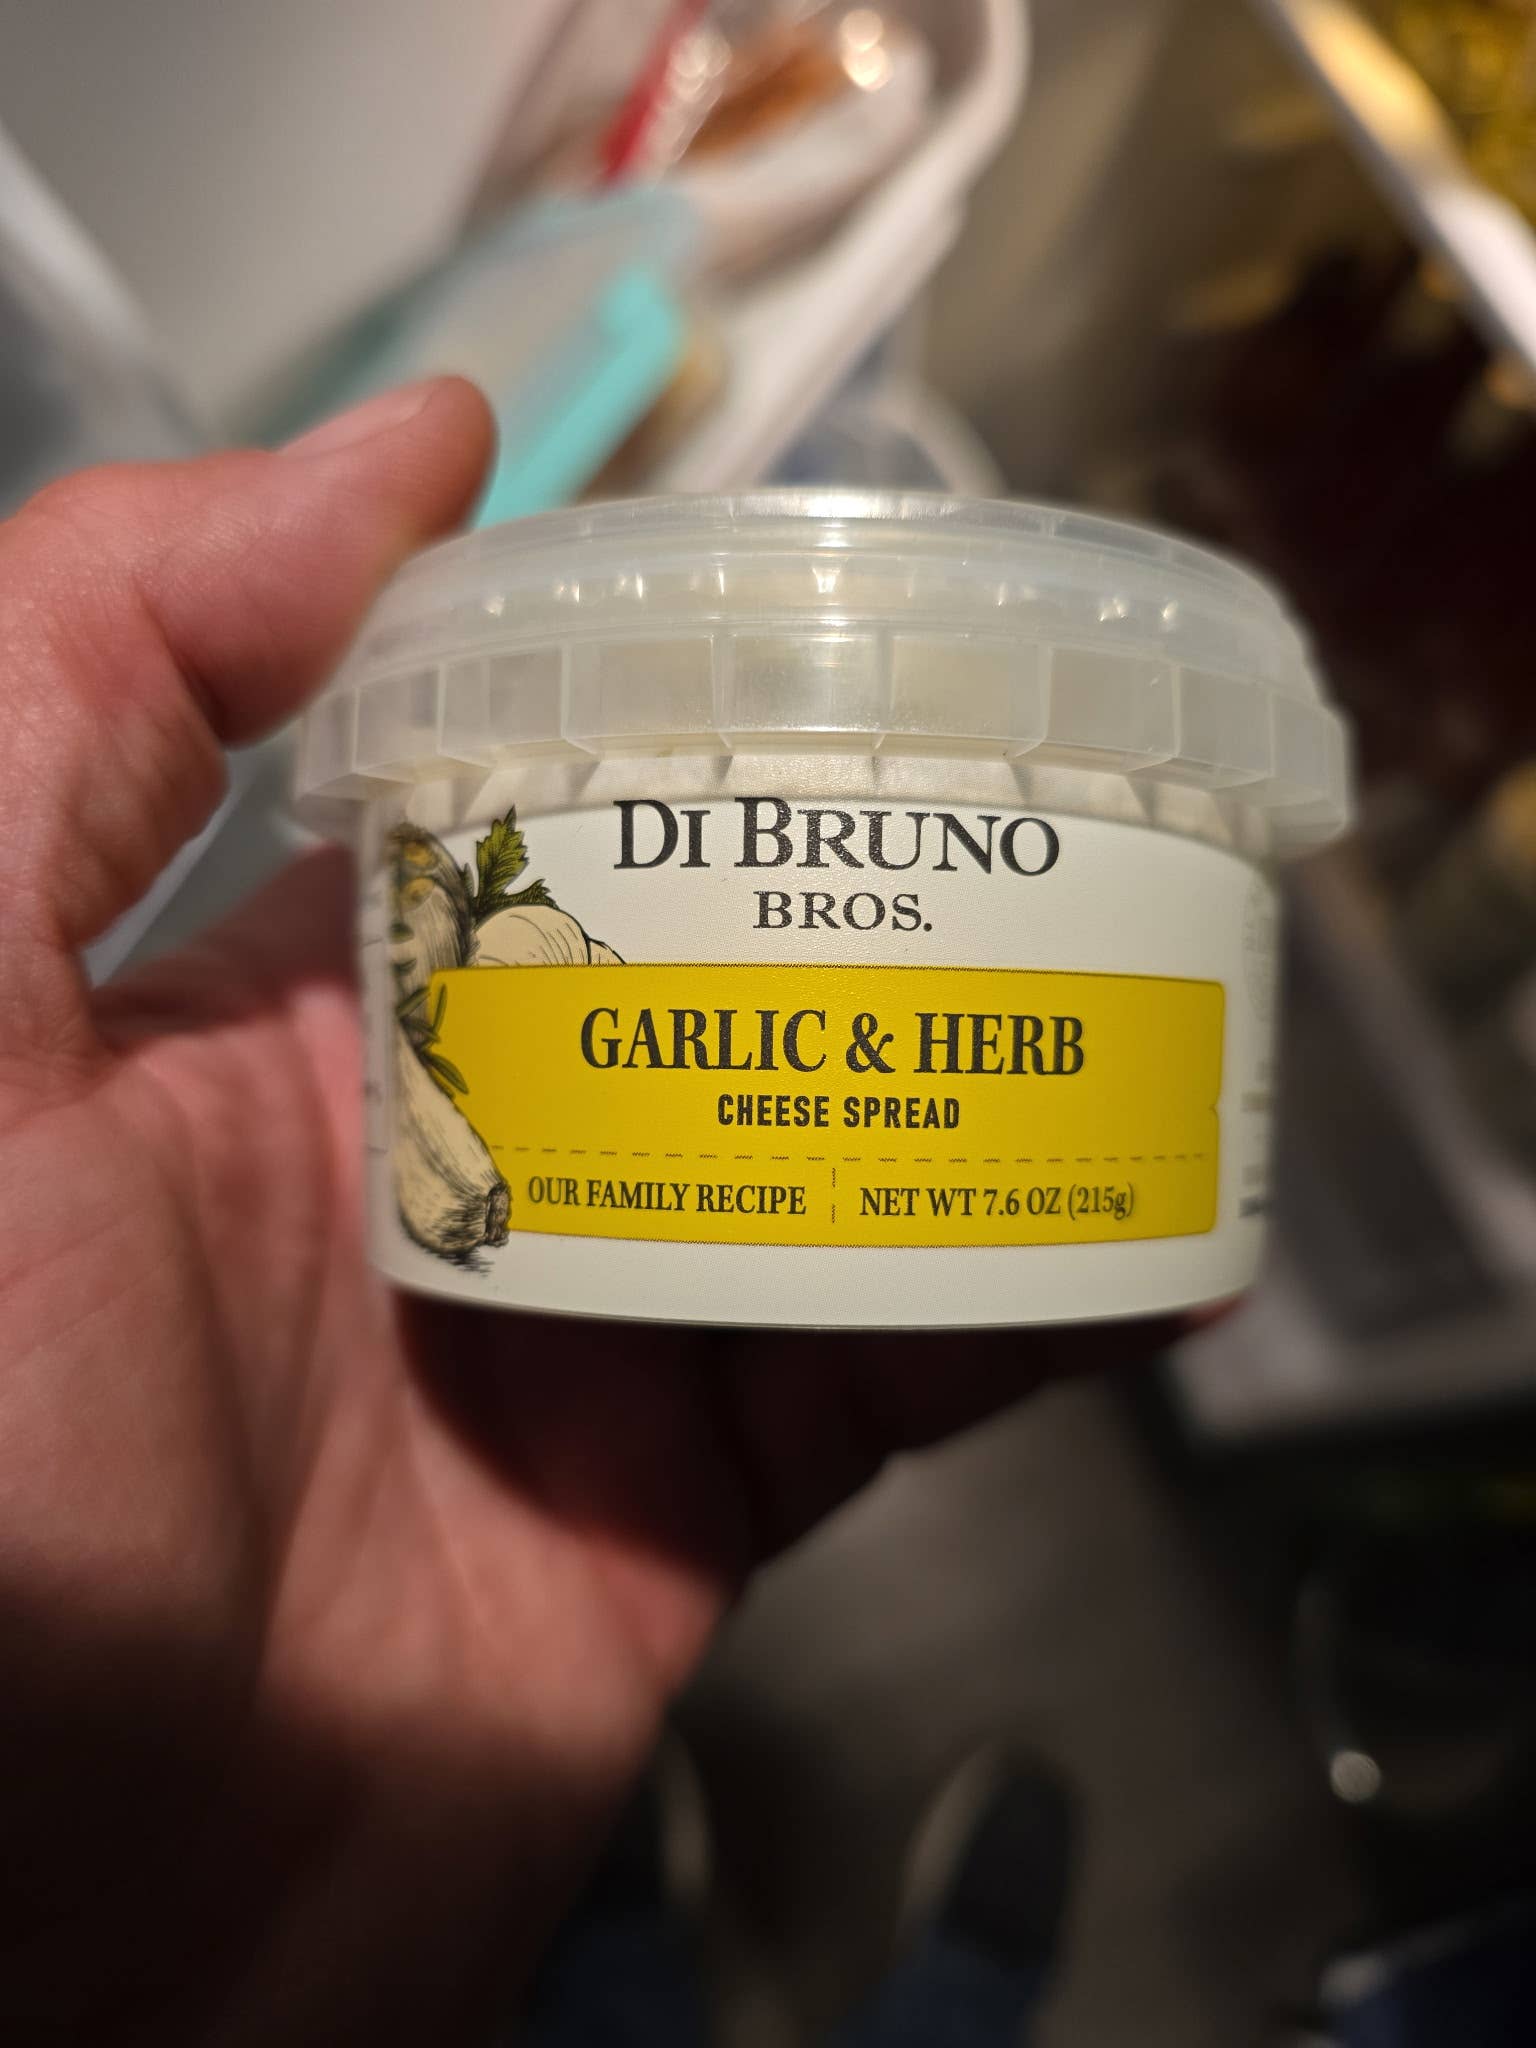 DI BRUNO
BROS.
GARLIC & HERB
CHEESE SPREAD
OUR FAMILY RECIPE
NET WT 7.6 OZ (215g)